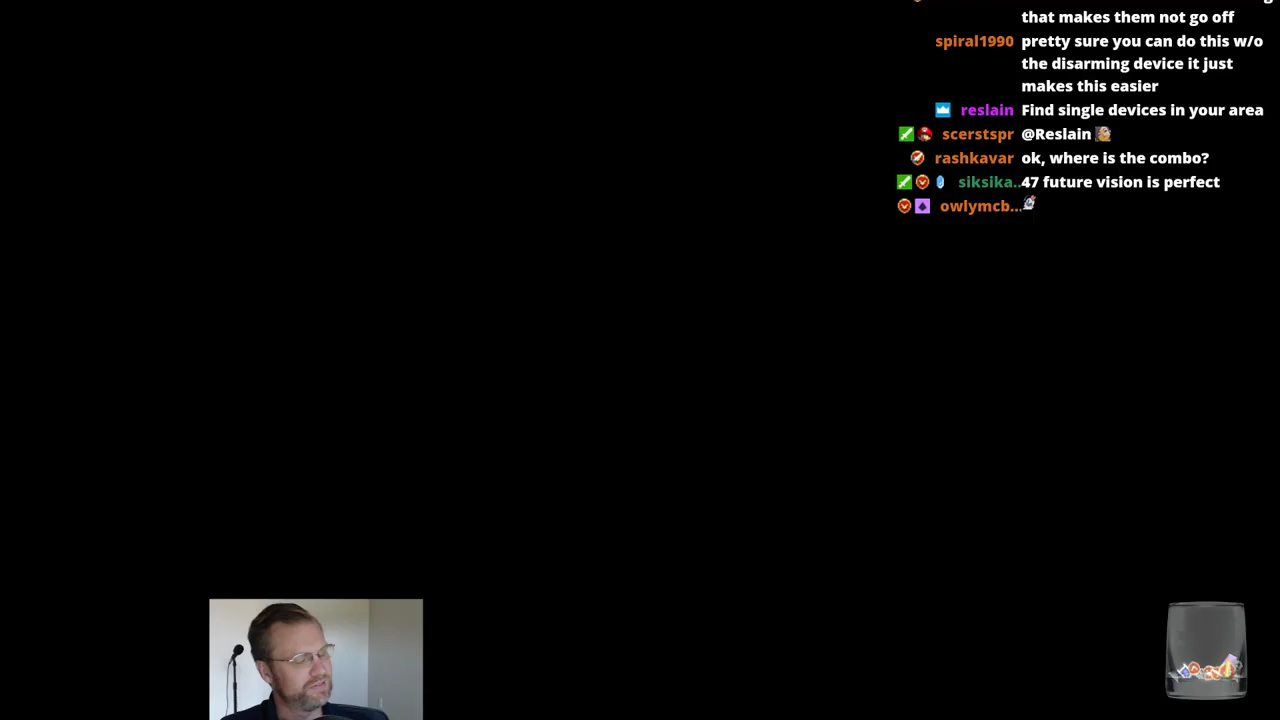 that makes them not go off
spiral1990 pretty sure you can do this w/o
the disarming device it just
makes this easier
reslain Find single devices in your area
scerstspr @Reslain
rashkavar ok, where is the combo?
siksika.. 47 future vision is perfect
owlymcb...